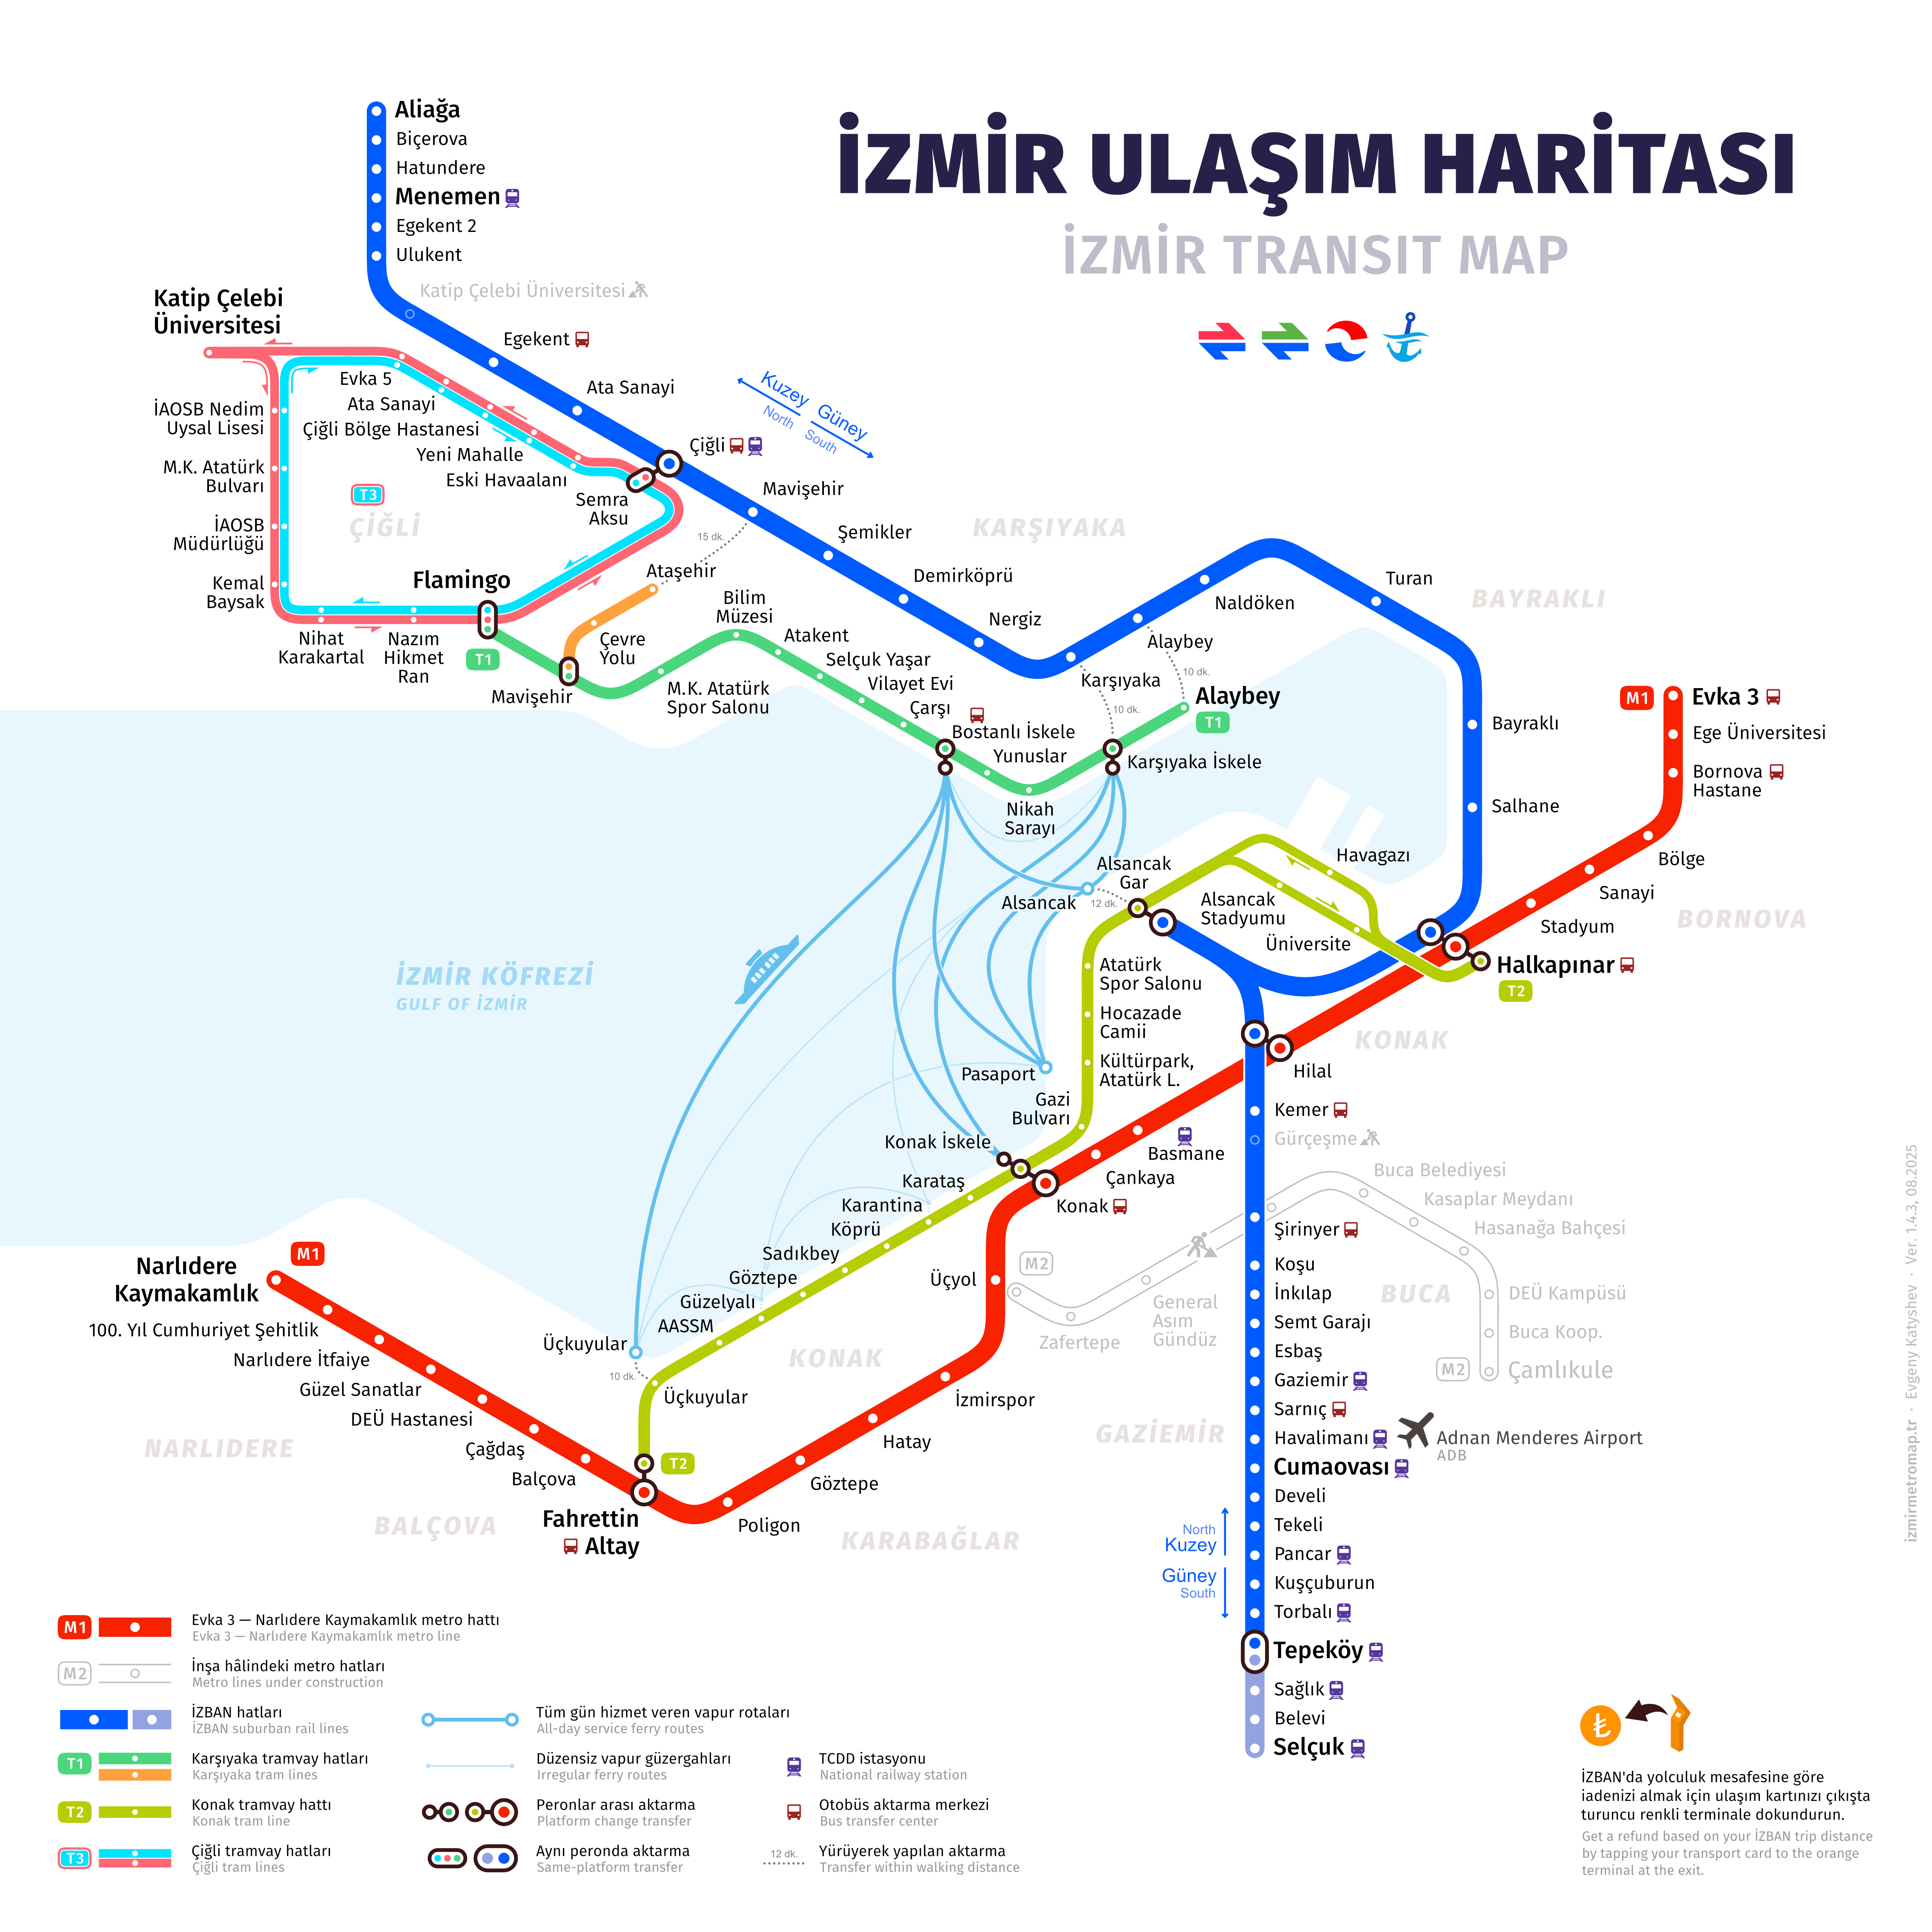 İZMİR ULAŞIM HARİTASI
İZMİR TRANSIT MAP
Aliağa
Biçerova
Hatundere
Menemen
Egekent 2
Ulukent
Katip Çelebi Üniversitesi
Egekent
Ata Sanayi
Çiğli
Kuzey
North
Güney
South
Mavişehir
Şemikler
Demirköprü
Nergiz
Karşıyaka
Alaybey
Naldöken
Turan
Bayraklı
Salhane
KARŞIYAKA
BAYRAKLI
BORNOVA
Katip Çelebi
Üniversitesi
Evka 5
Ata Sanayi
Çiğli Bölge Hastanesi
Yeni Mahalle
Eski Havaalanı
Semra
Aksu
İAOSB Nedim
Uysal Lisesi
M.K. Atatürk
Bulvarı
İAOSB
Müdürlüğü
Kemal
Baysak
T3
ÇİĞLİ
Nihat
Karakartal
Nazım
Hikmet
Ran
Flamingo
T1
15 dk.
Ataşehir
Çevre
Yolu
Mavişehir
Bilim
Müzesi
M.K. Atatürk
Spor Salonu
Atakent
Selçuk Yaşar
Vilayet Evi
Çarşı
Bostanlı İskele
Yunuslar
Nikah
Sarayı
Karşıyaka İskele
10 dk.
10 dk.
Alaybey
T1
M1
Evka 3
Ege Üniversitesi
Bornova
Hastane
Bölge
Sanayi
Stadyum
Halkapınar
T2
Havagazı
Alsancak
Gar
Alsancak
12 dk.
Alsancak
Stadyumu
Üniversite
Atatürk
Spor Salonu
Hocazade
Camii
Kültürpark,
Atatürk L.
Gazi
Bulvarı
Pasaport
Konak İskele
İZMİR KÖFREZİ
GULF OF İZMİR
KONAK
Hilal
Basmane
Çankaya
Konak
Karataş
Karantina
Köprü
Sadıkbey
Göztepe
Güzelyalı
AASSM
Üçkuyular
10 dk.
Üçkuyular
T2
Kemer
Gürçeşme
Şirinyer
Koşu
İnkılap
Semt Garajı
Esbaş
Gaziemir
Sarnıç
Havalimanı
Adnan Menderes Airport
ADB
Cumaovası
Develi
Tekeli
Pancar
Kuşçuburun
Torbalı
Tepeköy
Sağlık
Belevi
Selçuk
North
Kuzey
Güney
South
Buca Belediyesi
Kasaplar Meydanı
Hasanağa Bahçesi
DEÜ Kampüsü
Buca Koop.
M2
Çamlıkule
BUCA
M2
Zafertepe
General
Asım
Gündüz
Üçyol
İzmirspor
Hatay
Göztepe
Poligon
Fahrettin
Altay
Balçova
Çağdaş
DEÜ Hastanesi
Güzel Sanatlar
Narlıdere İtfaiye
100. Yıl Cumhuriyet Şehitlik
Narlıdere
Kaymakamlık
M1
KONAK
GAZİEMİR
NARLIDERE
BALÇOVA
KARABAĞLAR
M1
Evka 3 — Narlıdere Kaymakamlık metro hattı
Evka 3 — Narlıdere Kaymakamlık metro line
M2
İnşa hâlindeki metro hatları
Metro lines under construction
İZBAN hatları
İZBAN suburban rail lines
T1
Karşıyaka tramvay hatları
Karşıyaka tram lines
T2
Konak tramvay hattı
Konak tram line
T3
Çiğli tramvay hatları
Çiğli tram lines
Tüm gün hizmet veren vapur rotaları
All-day service ferry routes
Düzensiz vapur güzergahları
Irregular ferry routes
Peronlar arası aktarma
Platform change transfer
Aynı peronda aktarma
Same-platform transfer
TCDD istasyonu
National railway station
Otobüs aktarma merkezi
Bus transfer center
12 dk.
Yürüyerek yapılan aktarma
Transfer within walking distance
₺
İZBAN'da yolculuk mesafesine göre
iadenizi almak için ulaşım kartınızı çıkışta
turuncu renkli terminale dokundurun.
Get a refund based on your İZBAN trip distance
by tapping your transport card to the orange
terminal at the exit.
izmirmetromap.tr · Evgeny Katyshev · Ver. 1.4.3, 08.2025